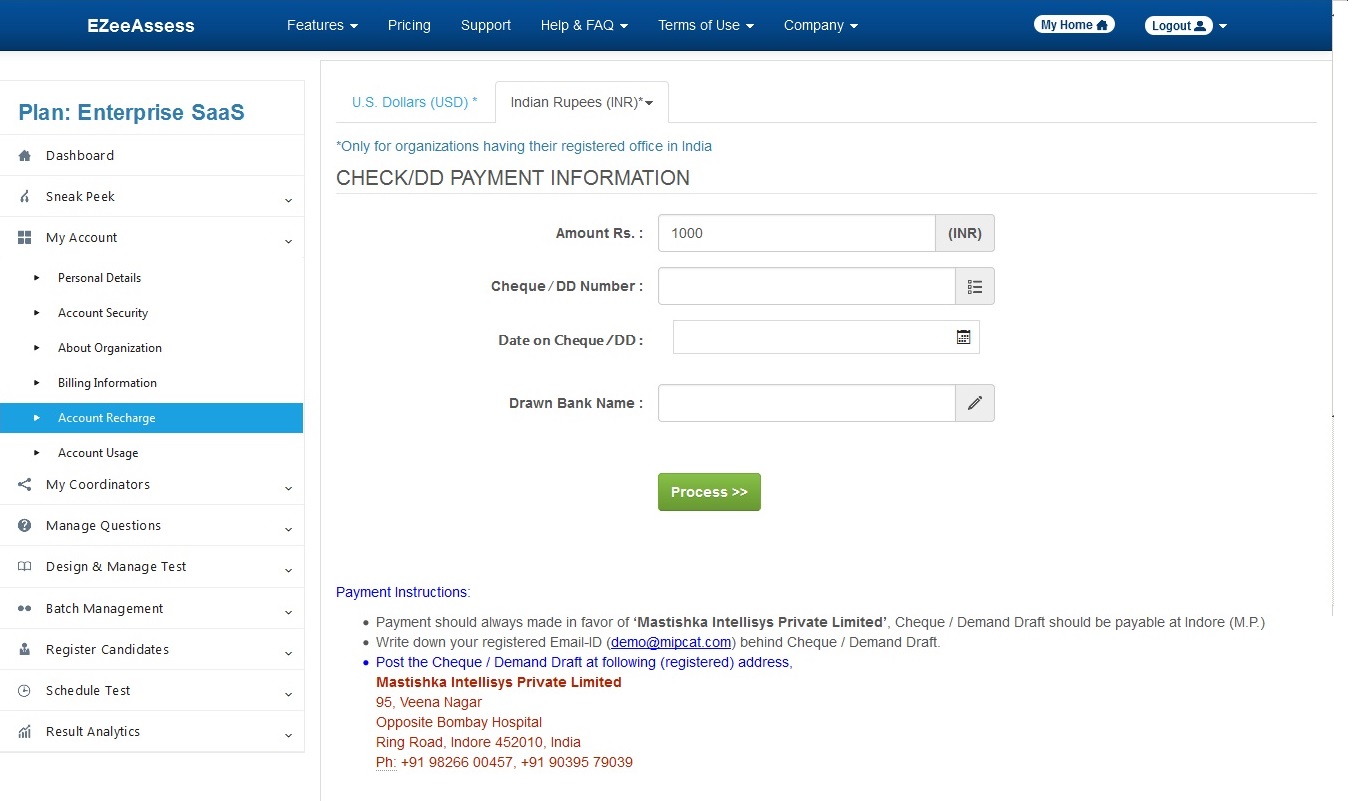 EZeeAssess Features Pricing Support Help & FAQ Terms of Use Company My Home Logout
Plan: Enterprise SaaS
Dashboard
Sneak Peek
My Account
Personal Details
Account Security
About Organization
Billing Information
Account Recharge
Account Usage
My Coordinators
Manage Questions
Design & Manage Test
Batch Management
Register Candidates
Schedule Test
Result Analytics
U.S. Dollars (USD) * Indian Rupees (INR)*
*Only for organizations having their registered office in India
CHECK/DD PAYMENT INFORMATION
Amount Rs. : 1000 (INR)
Cheque / DD Number :
Date on Cheque /DD :
Drawn Bank Name :
Process >>
Payment Instructions:
• Payment should always made in favor of ‘Mastishka Intellisys Private Limited’, Cheque / Demand Draft should be payable at Indore (M.P.)
• Write down your registered Email-ID (demo@mipcat.com) behind Cheque / Demand Draft.
• Post the Cheque / Demand Draft at following (registered) address,
Mastishka Intellisys Private Limited
95, Veena Nagar
Opposite Bombay Hospital
Ring Road, Indore 452010, India
Ph: +91 98266 00457, +91 90395 79039